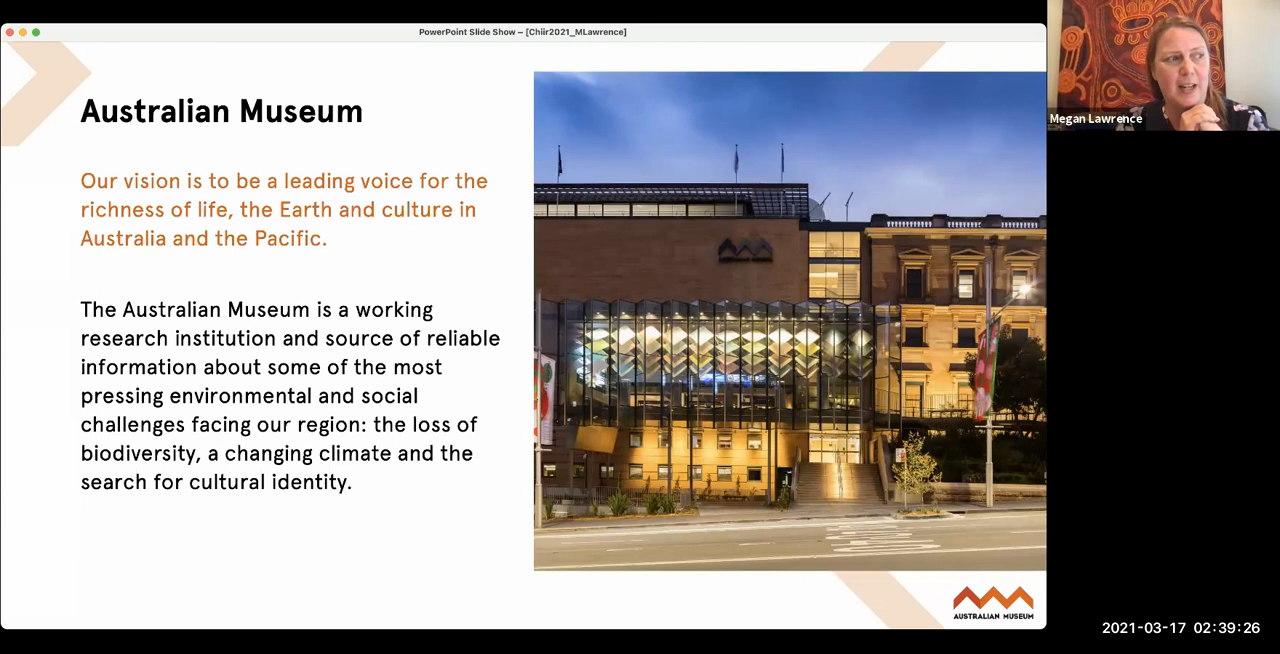 PowerPoint Slide Show – [Chiir2021_MLawrence]
Australian Museum
Our vision is to be a leading voice for the
richness of life, the Earth and culture in
Australia and the Pacific.
The Australian Museum is a working
research institution and source of reliable
information about some of the most
pressing environmental and social
challenges facing our region: the loss of
biodiversity, a changing climate and the
search for cultural identity.
AUSTRALIAN MUSEUM
Megan Lawrence
2021-03-17 02:39:26